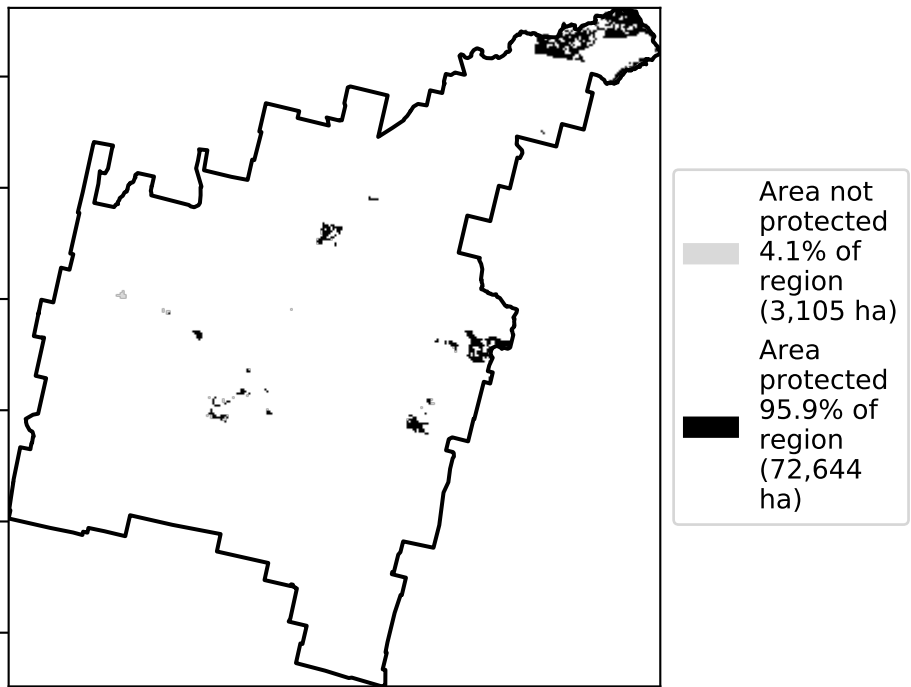 Area not
protected
4.1% of
region
(3,105 ha)
Area
protected
95.9% of
region
(72,644
ha)